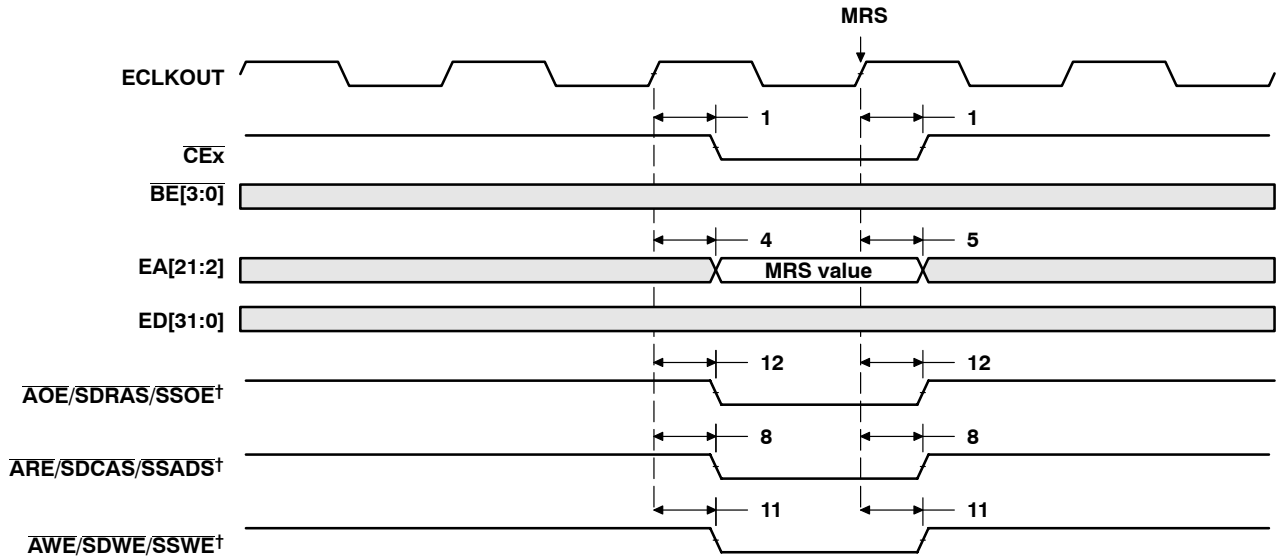 MRS
ECLKOUT
1 1
CEx
BE[3:0]
4 5
EA[21:2] MRS value
ED[31:0]
12 12
AOE/SDRAS/SSOE†
8 8
ARE/SDCAS/SSADS†
11 11
AWE/SDWE/SSWE†